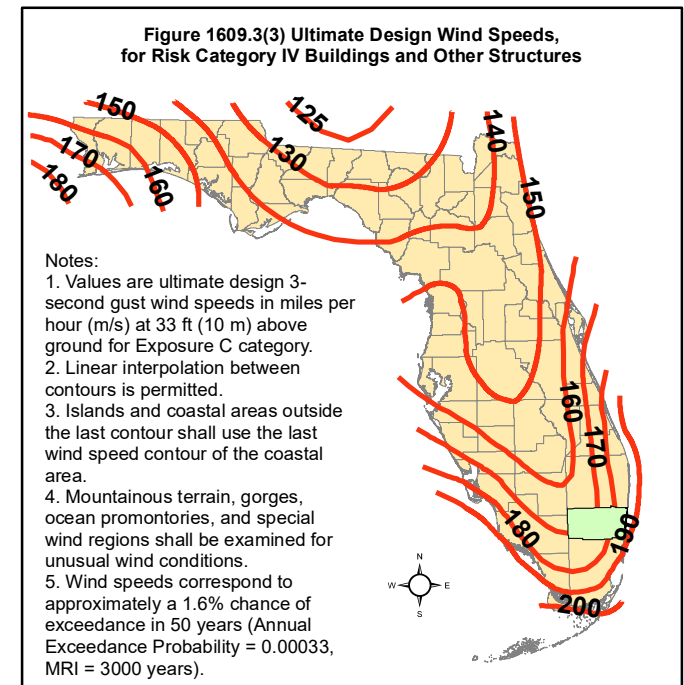 Figure 1609.3(3) Ultimate Design Wind Speeds,
for Risk Category IV Buildings and Other Structures
150
125
170
130
140
180
160
150
Notes:
1. Values are ultimate design 3-
second gust wind speeds in miles per
hour (m/s) at 33 ft (10 m) above
ground for Exposure C category.
2. Linear interpolation between
contours is permitted.
3. Islands and coastal areas outside
the last contour shall use the last
wind speed contour of the coastal
area.
4. Mountainous terrain, gorges,
ocean promontories, and special
wind regions shall be examined for
unusual wind conditions.
5. Wind speeds correspond to
approximately a 1.6% chance of
exceedance in 50 years (Annual
Exceedance Probability = 0.00033,
MRI = 3000 years).
160
170
180
190
200
N
W E
S